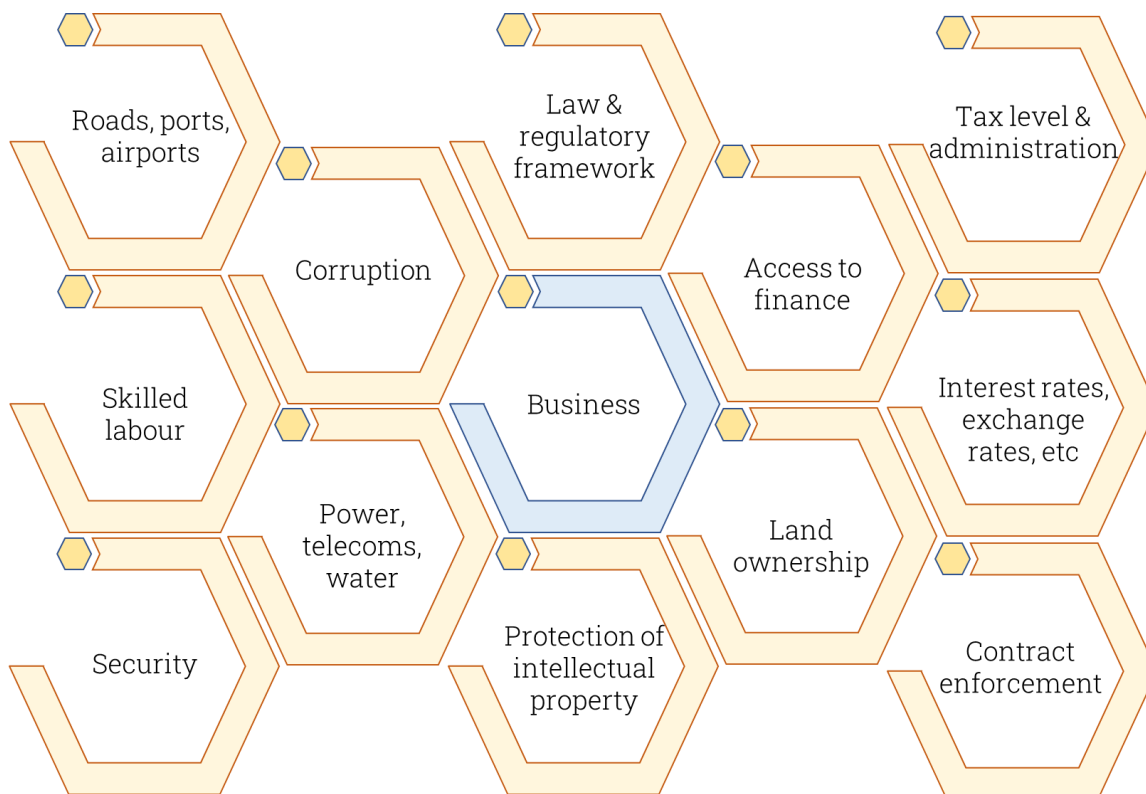 Roads, ports,
airports
Law &
regulatory
framework
Tax level &
administration
Corruption
Access to
finance
Skilled
labour
Business
Interest rates,
exchange
rates, etc
Power,
telecoms,
water
Land
ownership
Security
Protection of
intellectual
property
Contract
enforcement